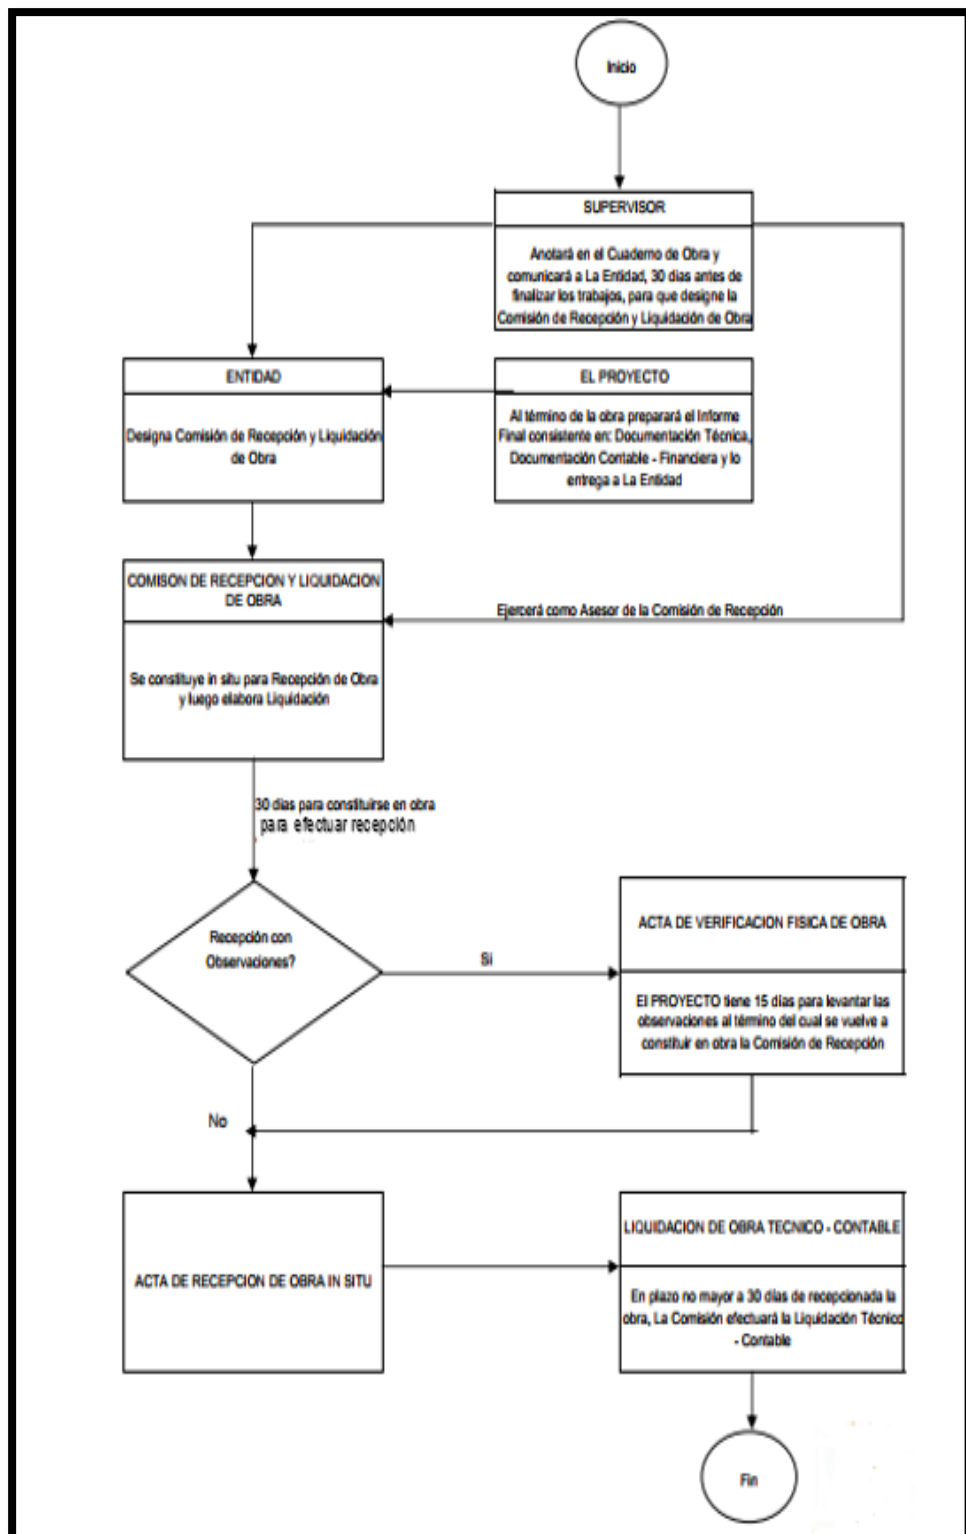 Inicio
SUPERVISOR
Anotará en el Cuaderno de Obra y
comunicará a La Entidad, 30 dias antes de
finalizar los trabajos, para que designe la
Comisión de Recepción y Liquidación de Obra
ENTIDAD
Designa Comisión de Recepción y Liquidación
de Obra
EL PROYECTO
Al término de la obra preparará el Informe
Final consistente en: Documentación Técnica,
Documentación Contable - Financiera y lo
entrega a La Entidad
COMISON DE RECEPCION Y LIQUIDACION
DE OBRA
Ejercerá como Asesor de la Comisión de Recepción
Se constituye in situ para Recepción de Obra
y luego elabora Liquidación
30 dias para constituirse en obra
para efectuar recepción
Recepción con
Observaciones?
Si
ACTA DE VERIFICACION FISICA DE OBRA
El PROYECTO tiene 15 días para levantar las
observaciones al término del cual se vuelve a
constituir en obra la Comisión de Recepción
No
ACTA DE RECEPCION DE OBRA IN SITU
LIQUIDACION DE OBRA TECNICO - CONTABLE
En plazo no mayor a 30 días de recepcionada la
obra, La Comisión efectuará la Liquidación Técnico
- Contable
Fin